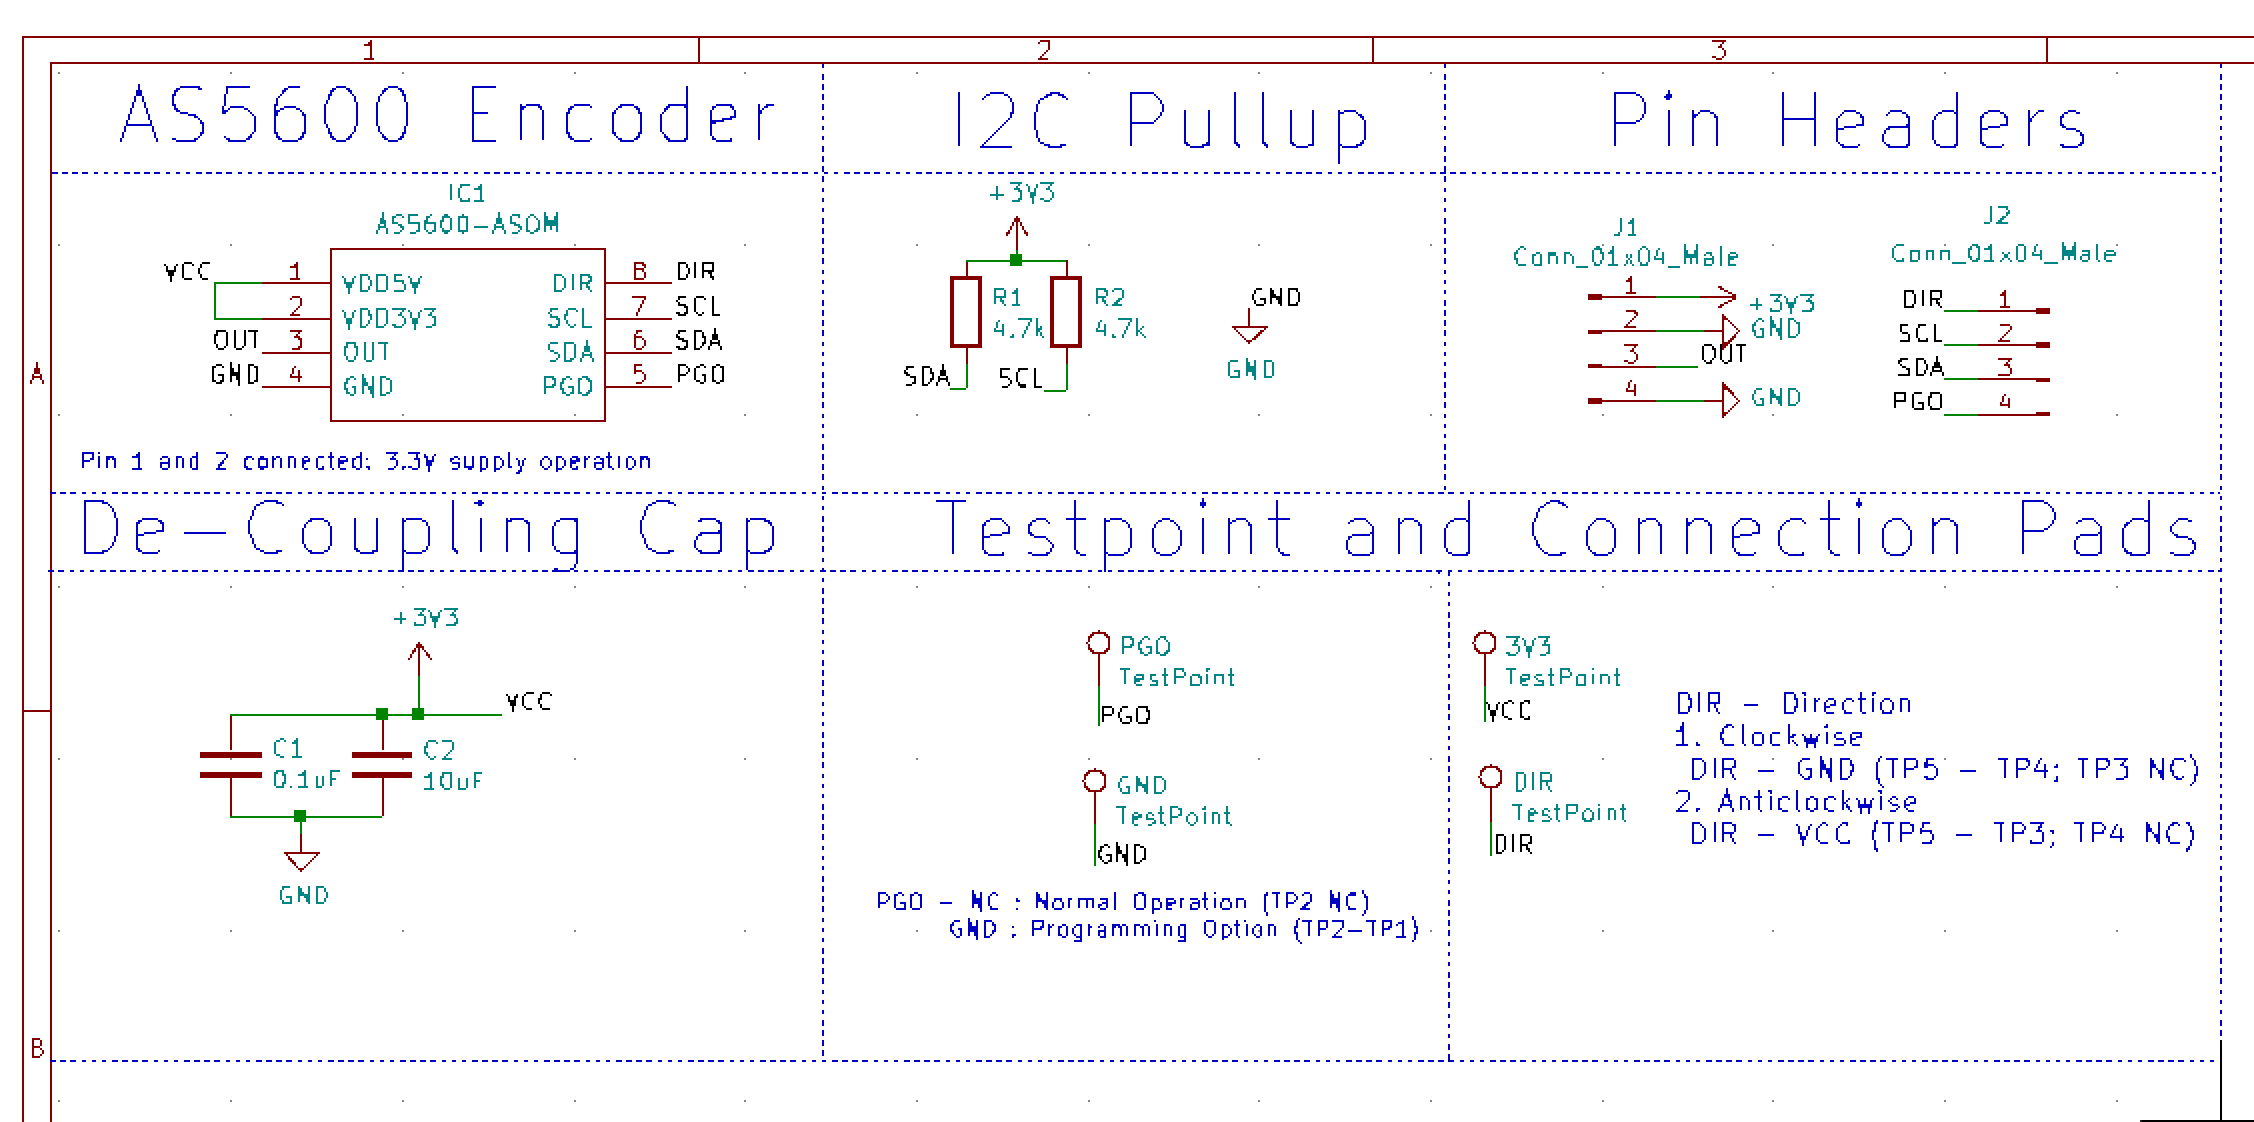 1 2 3
AS5600 Encoder
I2C Pullup
Pin Headers
A
IC1
AS5600-ASOM
VCC 1 VDD5V DIR 8 DIR
2 VDD3V3 SCL 7 SCL
OUT 3 OUT SDA 6 SDA
GND 4 GND PGO 5 PGO
Pin 1 and 2 connected: 3.3V supply operation
+3V3
R1 R2
4.7k 4.7k
SDA SCL
GND
GND
J1
Conn_01x04_Male
1 +3V3
2 GND
3 OUT
4 GND
J2
Conn_01x04_Male
DIR 1
SCL 2
SDA 3
PGO 4
De-Coupling Cap
Testpoint and Connection Pads
B
+3V3
VCC
C1 C2
0.1uF 10uF
GND
PGO
TestPoint
PGO
GND
TestPoint
GND
PGO - NC : Normal Operation (TP2 NC)
GND : Programming Option (TP2-TP1)
3V3
TestPoint
VCC
DIR
TestPoint
DIR
DIR - Direction
1. Clockwise
DIR - GND (TP5 - TP4; TP3 NC)
2. Anticlockwise
DIR - VCC (TP5 - TP3; TP4 NC)